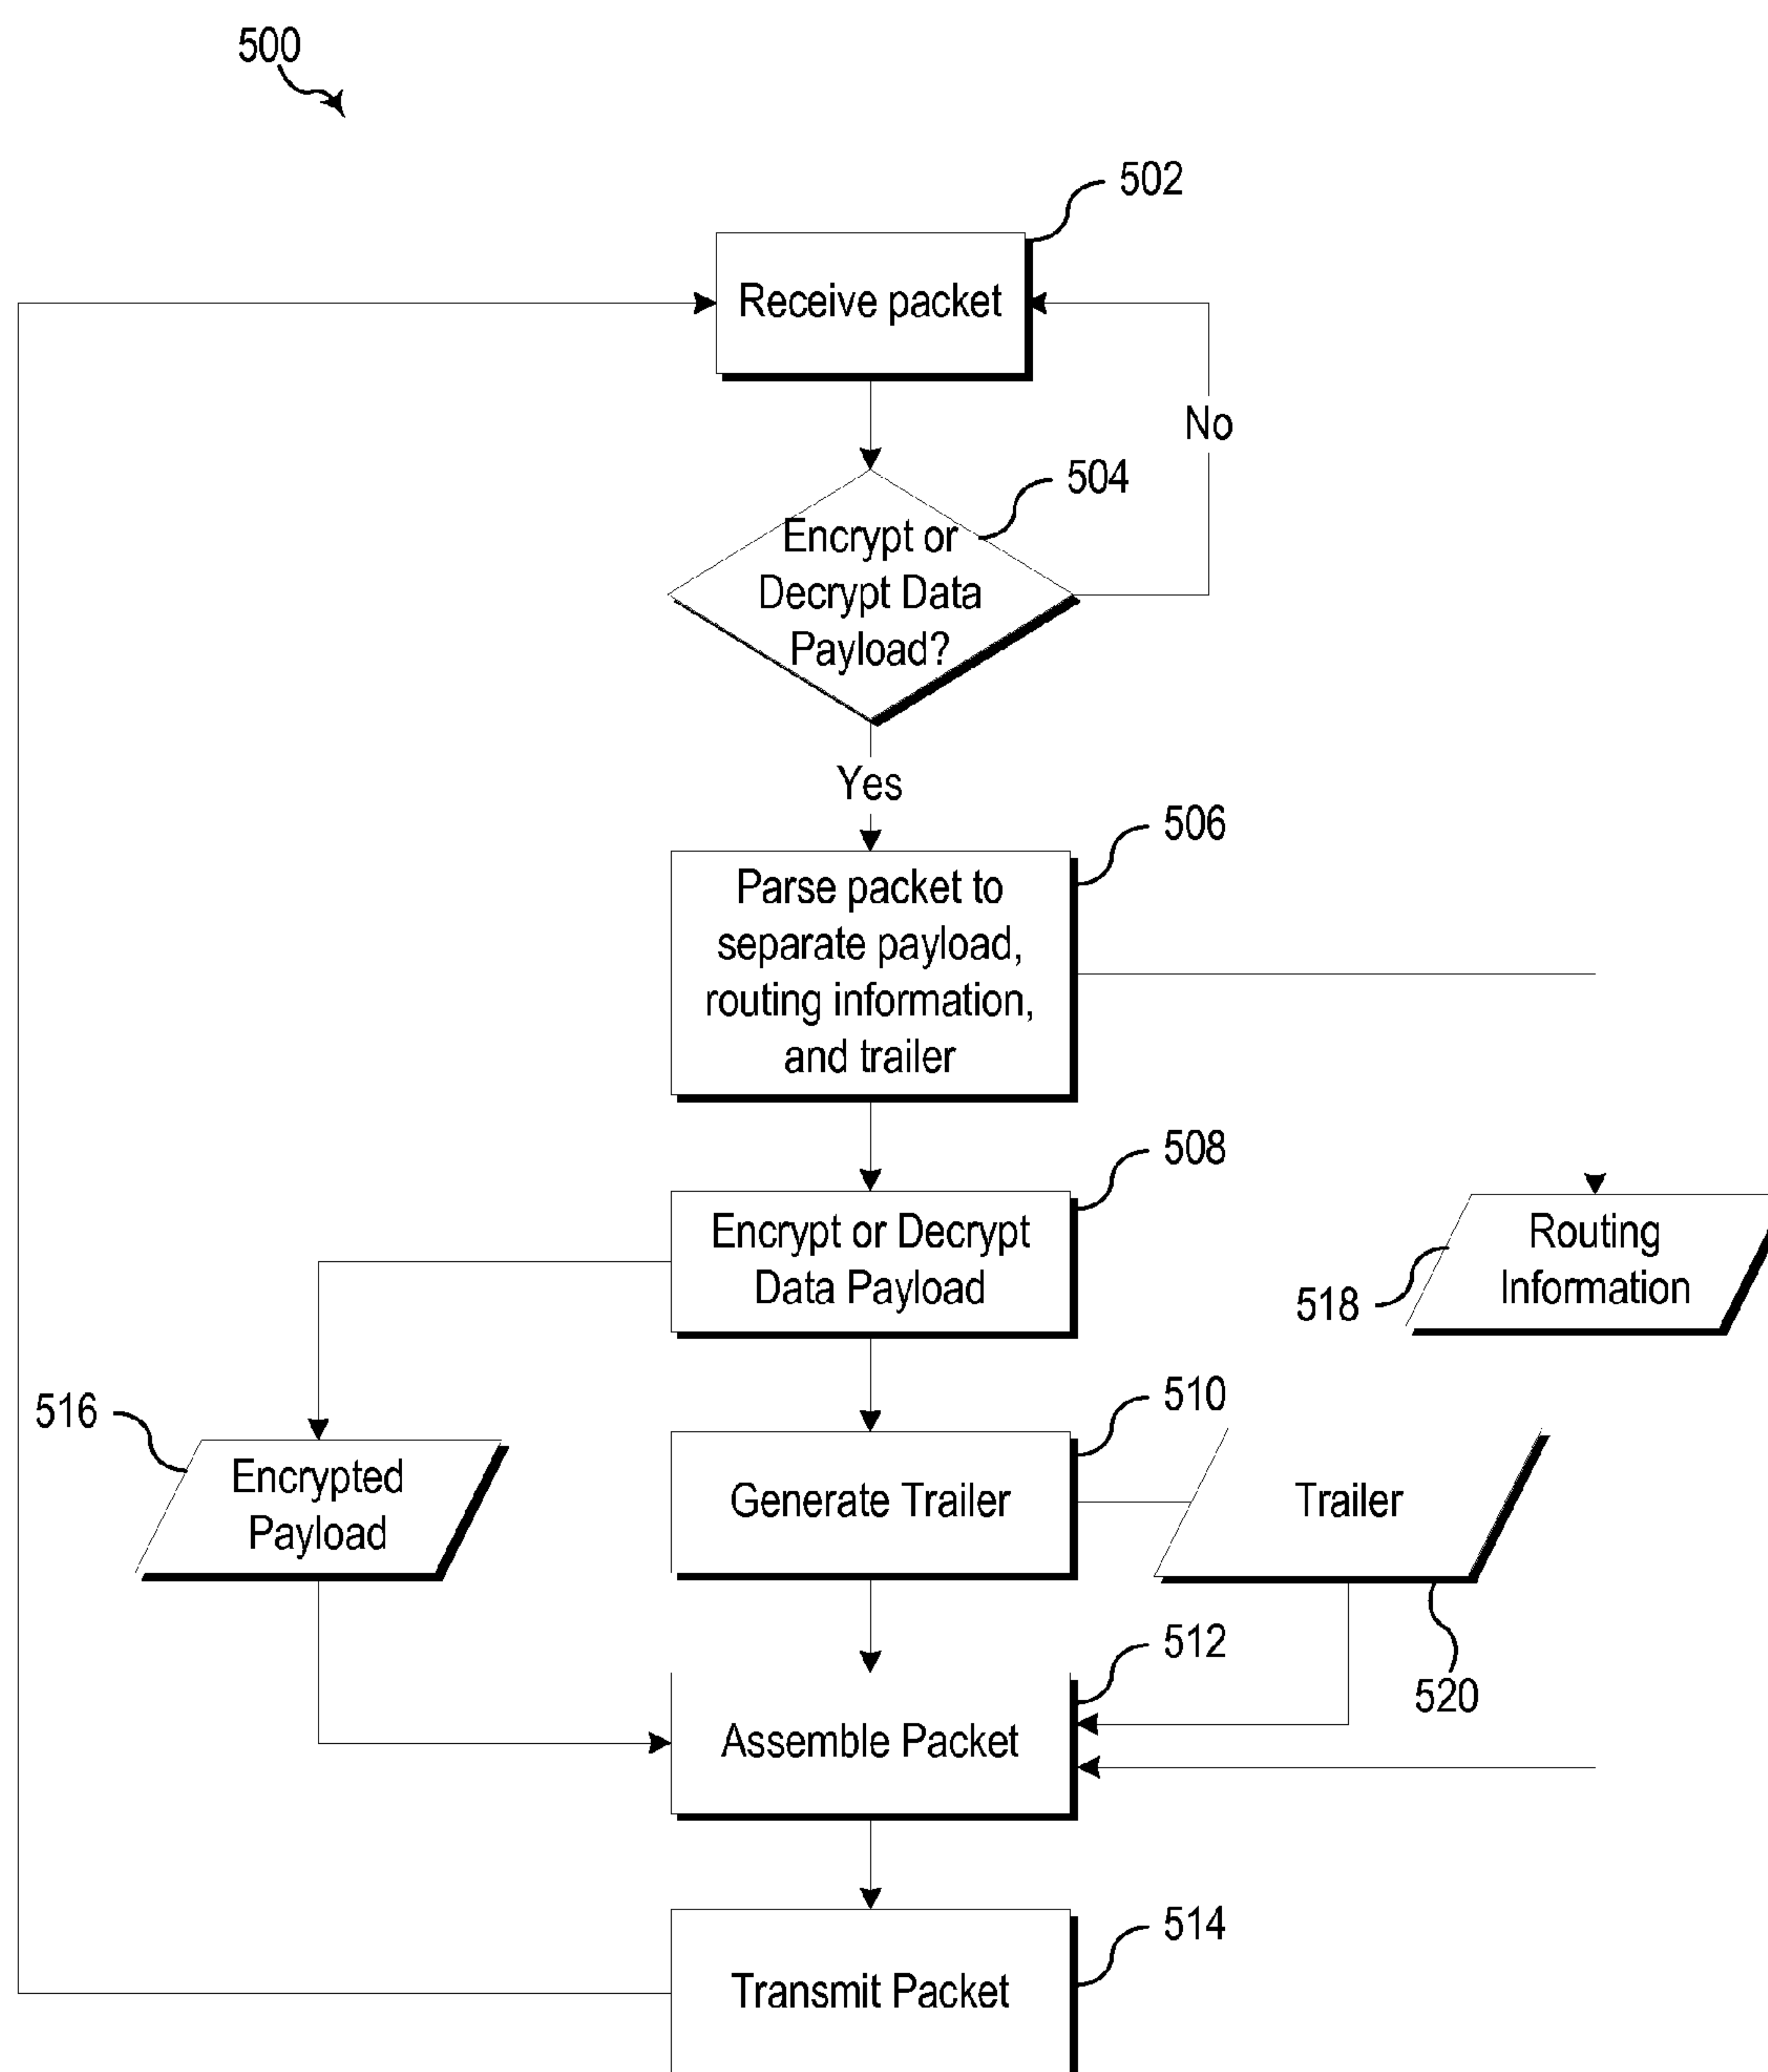 500
502
Receive packet
No
504
Encrypt or
Decrypt Data
Payload?
Yes
506
Parse packet to
separate payload,
routing information,
and trailer
508
Encrypt or Decrypt
Data Payload
Routing
Information
518
516
Encrypted
Payload
510
Generate Trailer
Trailer
520
512
Assemble Packet
514
Transmit Packet